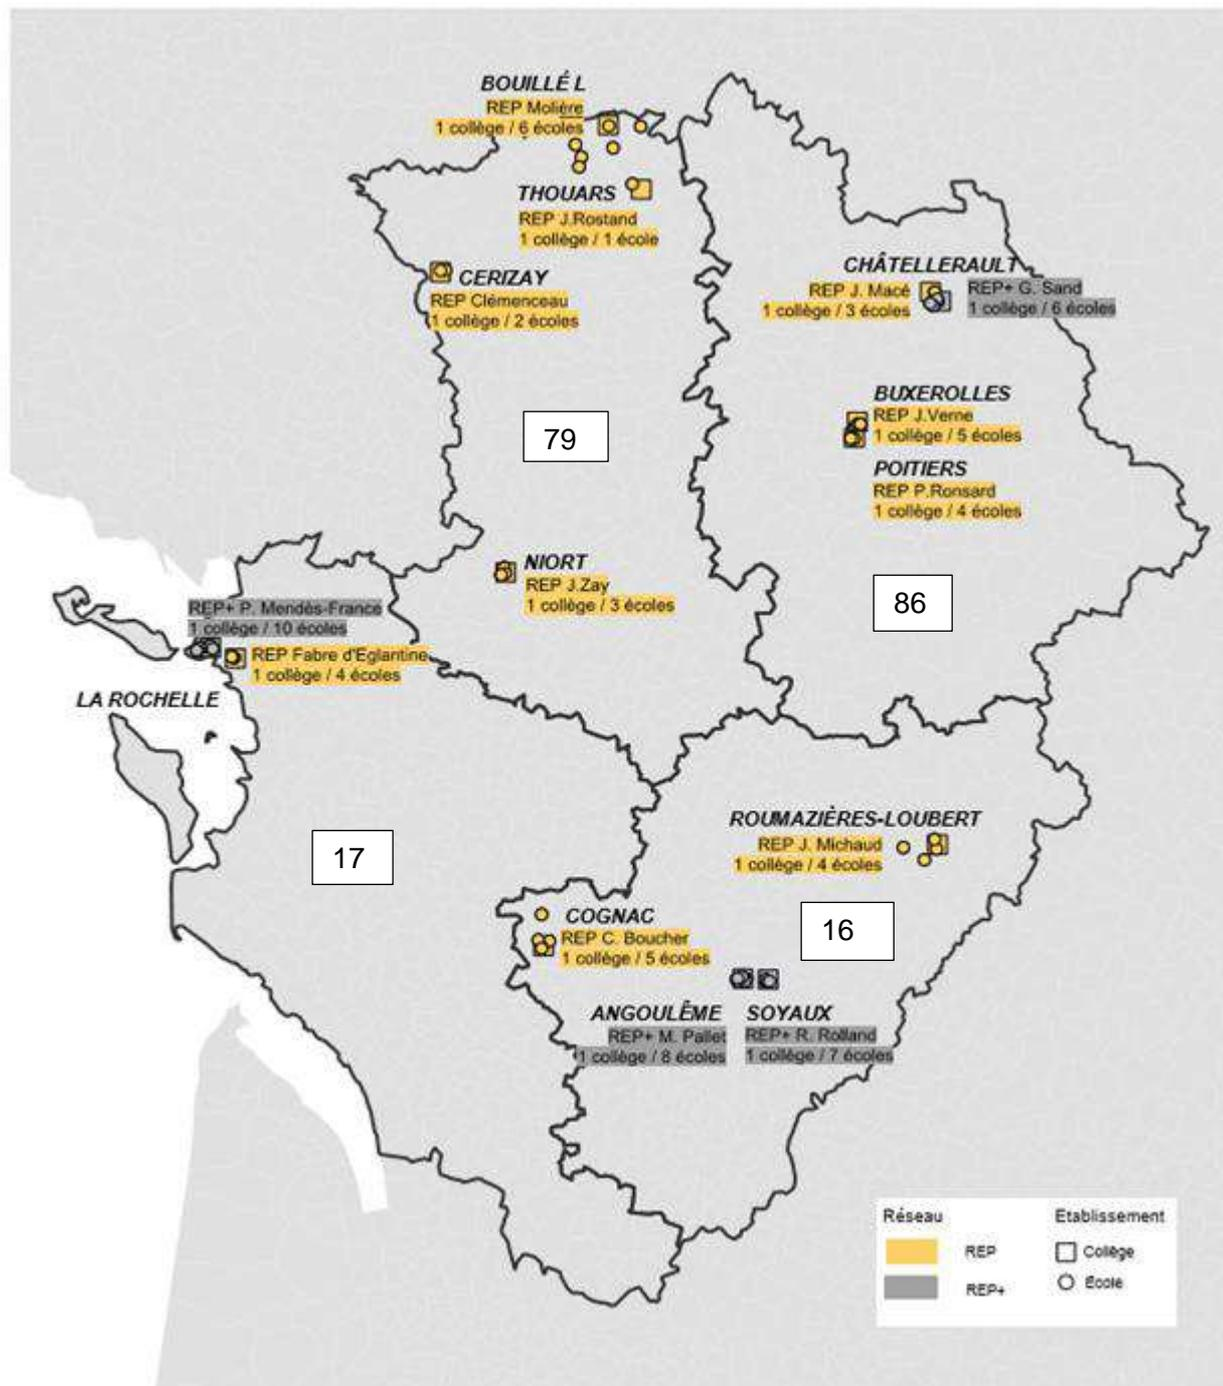 BOUILLÉ L
REP Molière
1 collège / 6 écoles
THOUARS
REP J.Rostand
1 collège / 1 école
CERIZAY
REP Clémenceau
1 collège / 2 écoles
CHÂTELLERAULT
REP J. Macé
1 collège / 3 écoles
REP+ G. Sand
1 collège / 6 écoles
BUXEROLLES
REP J.Verne
1 collège / 5 écoles
POITIERS
REP P.Ronsard
1 collège / 4 écoles
79
NIORT
REP J.Zay
1 collège / 3 écoles
86
REP+ P. Mendès-France
1 collège / 10 écoles
REP Fabre d'Eglantine
1 collège / 4 écoles
LA ROCHELLE
17
ROUMAZIÈRES-LOUBERT
REP J. Michaud
1 collège / 4 écoles
16
COGNAC
REP C. Boucher
1 collège / 5 écoles
ANGOULÊME
REP+ M. Pallet
1 collège / 8 écoles
SOYAUX
REP+ R. Rolland
1 collège / 7 écoles
Réseau
REP
REP+
Etablissement
Collège
École